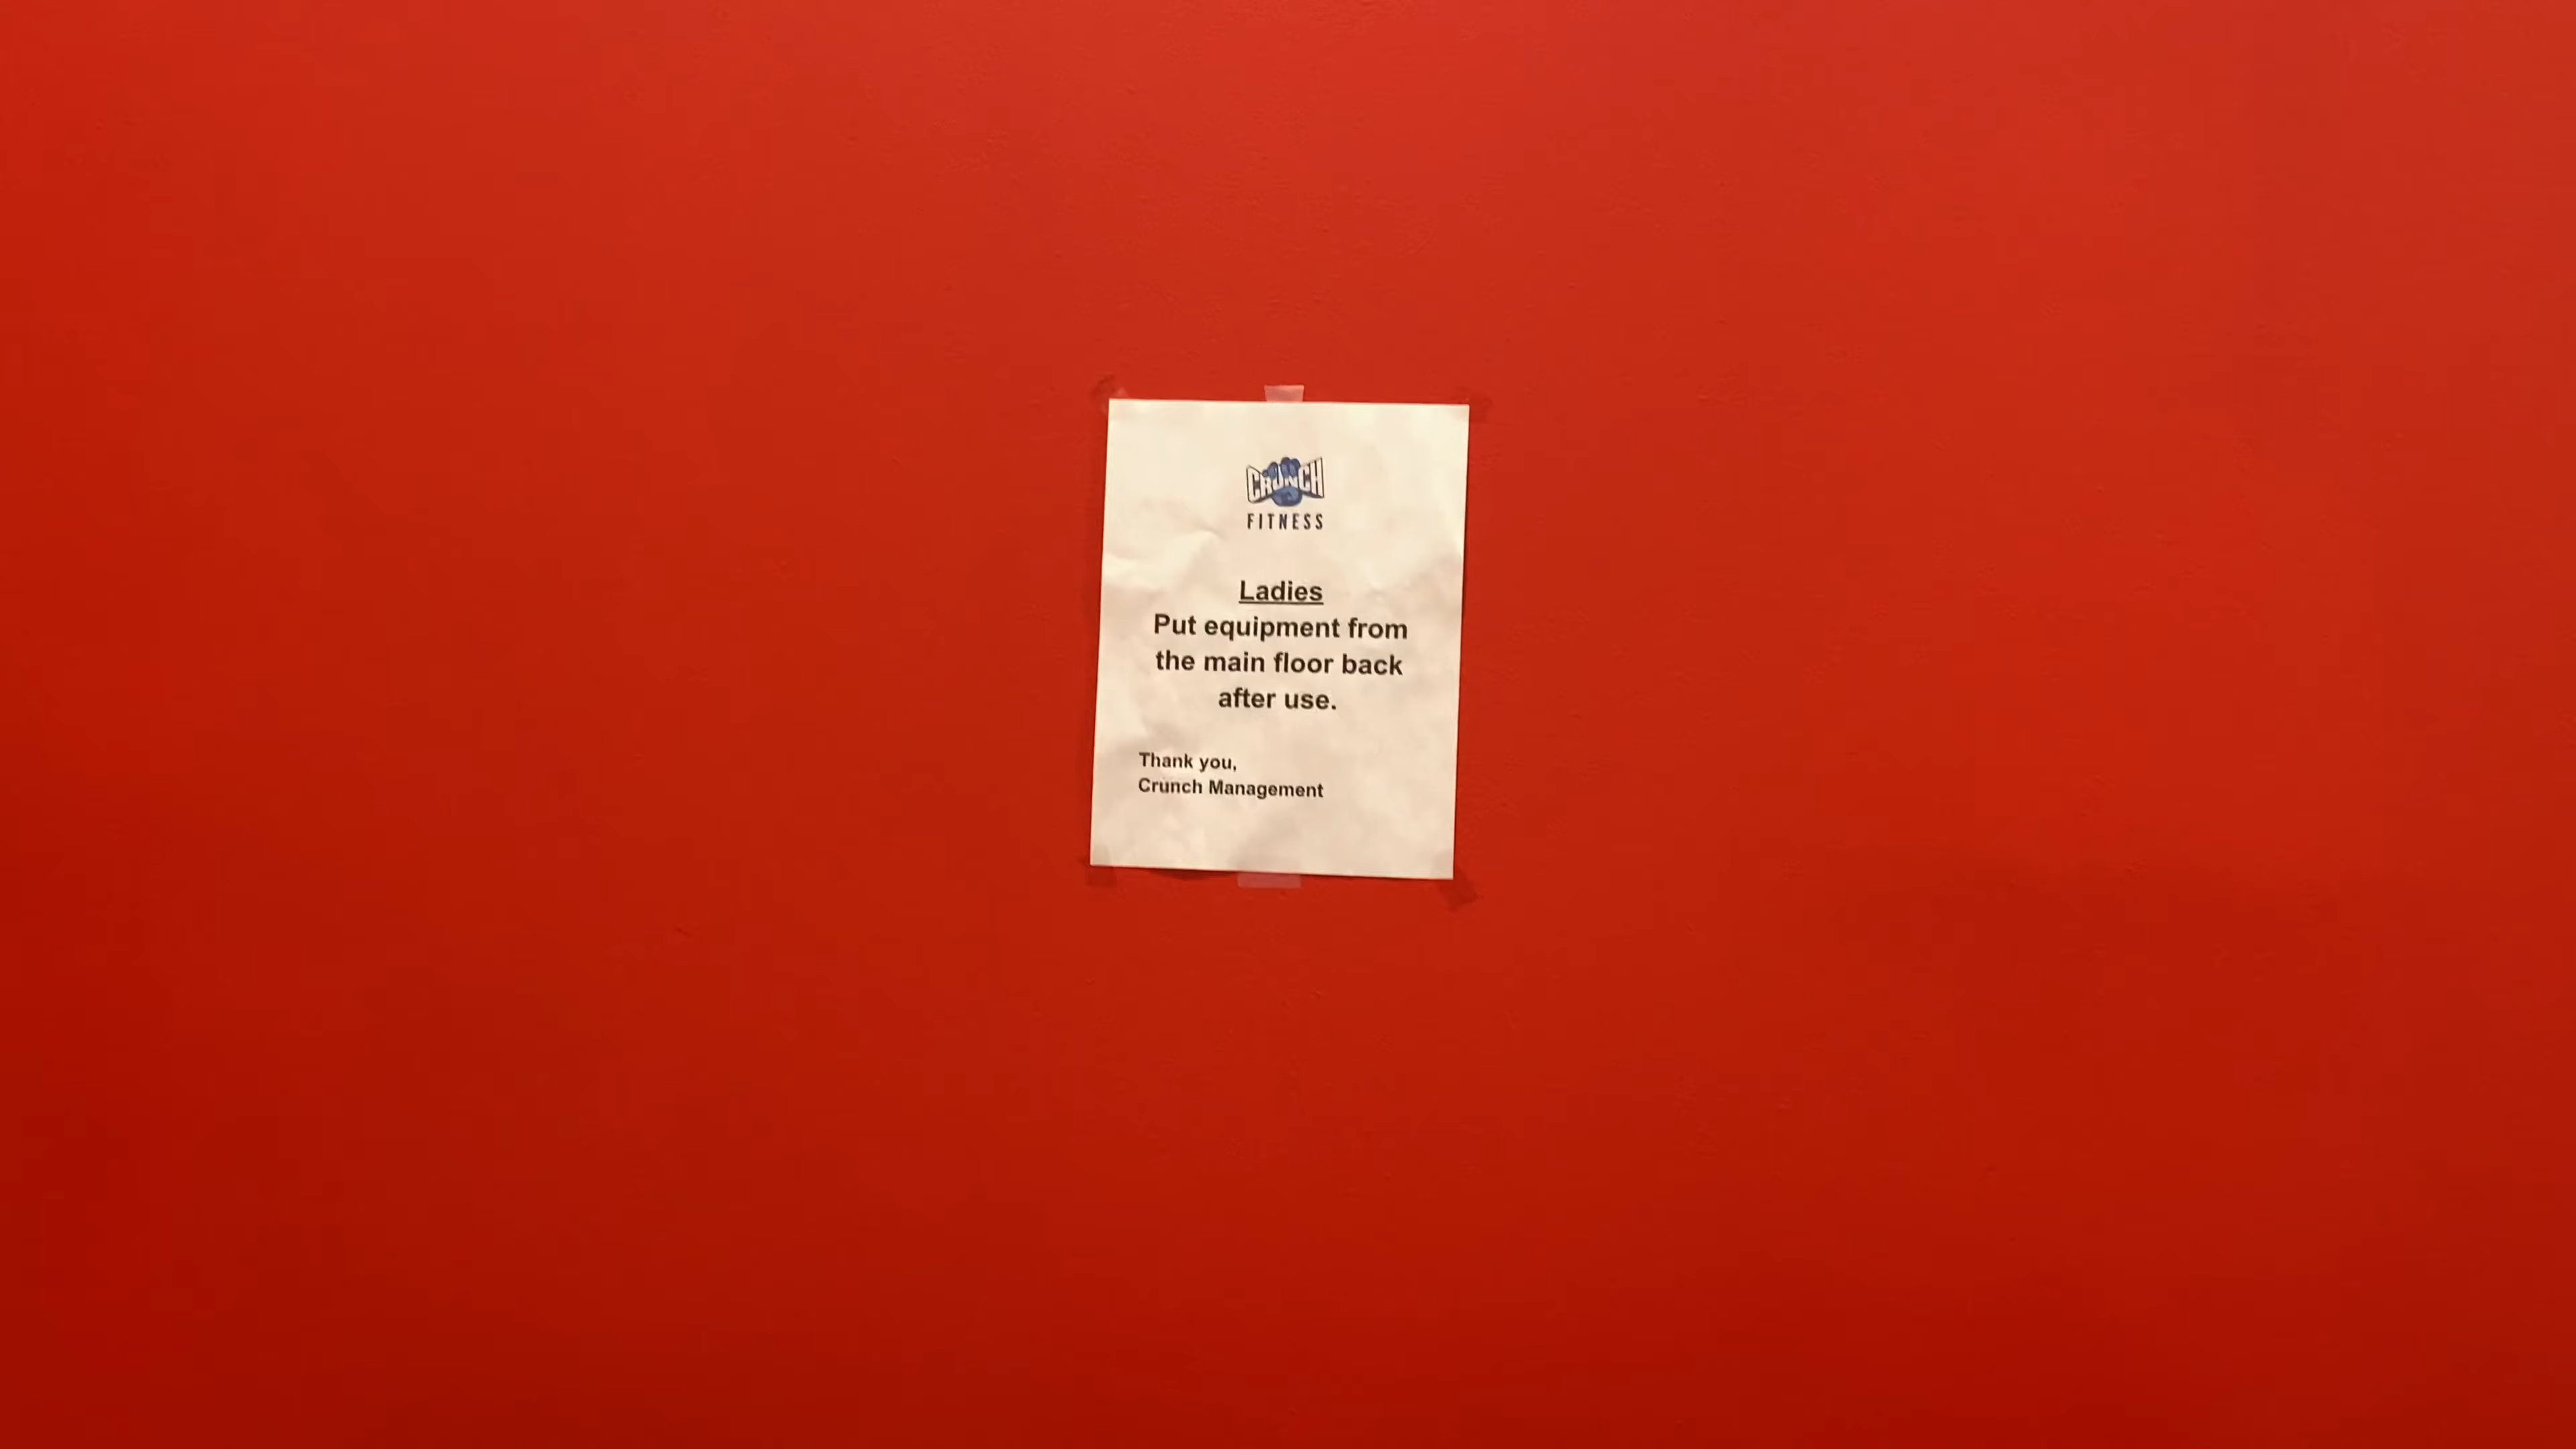 CRUNCH
FITNESS
Ladies
Put equipment from
the main floor back
after use.
Thank you,
Crunch Management